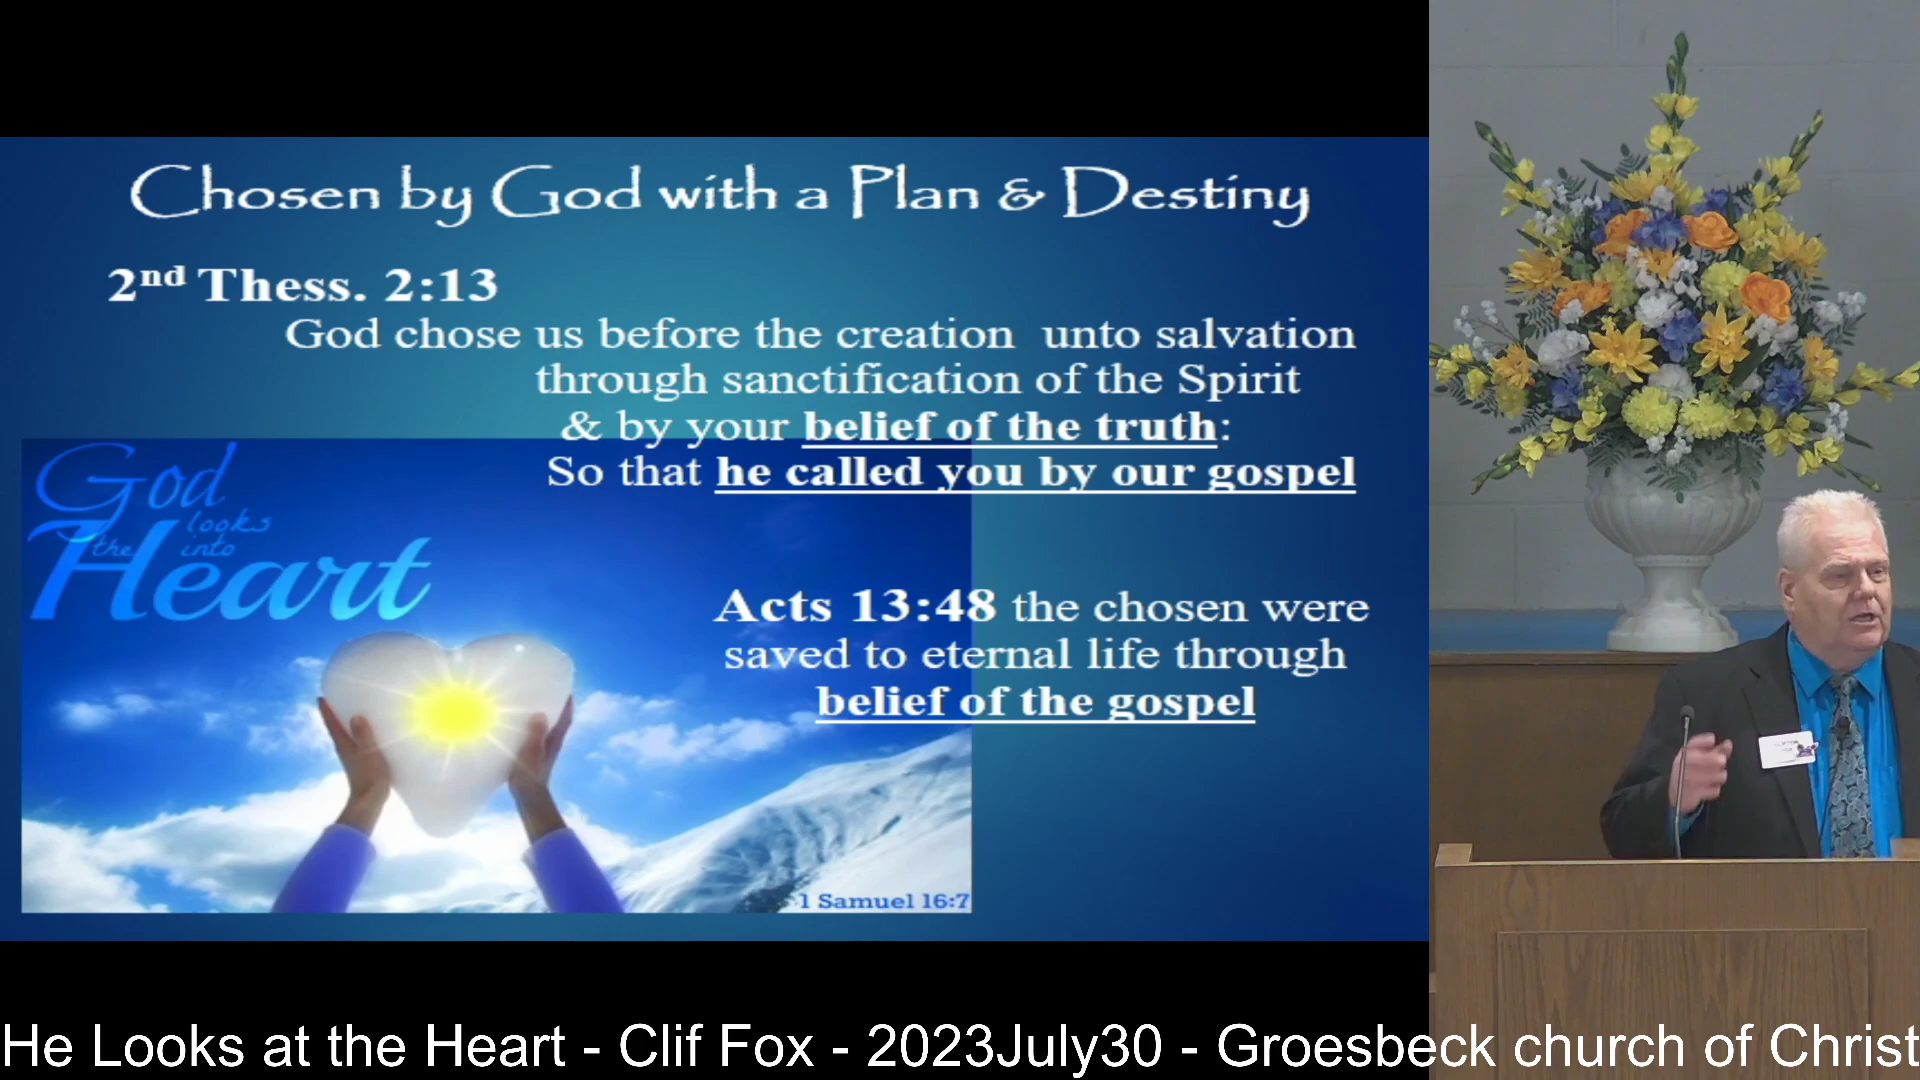 Chosen by God with a Plan & Destiny
2nd Thess. 2:13
God chose us before the creation unto salvation
through sanctification of the Spirit
& by your belief of the truth:
So that he called you by our gospel
God
looks
the into
Heart
Acts 13:48 the chosen were
saved to eternal life through
belief of the gospel
1 Samuel 16:7
He Looks at the Heart - Clif Fox - 2023July30 - Groesbeck church of Christ